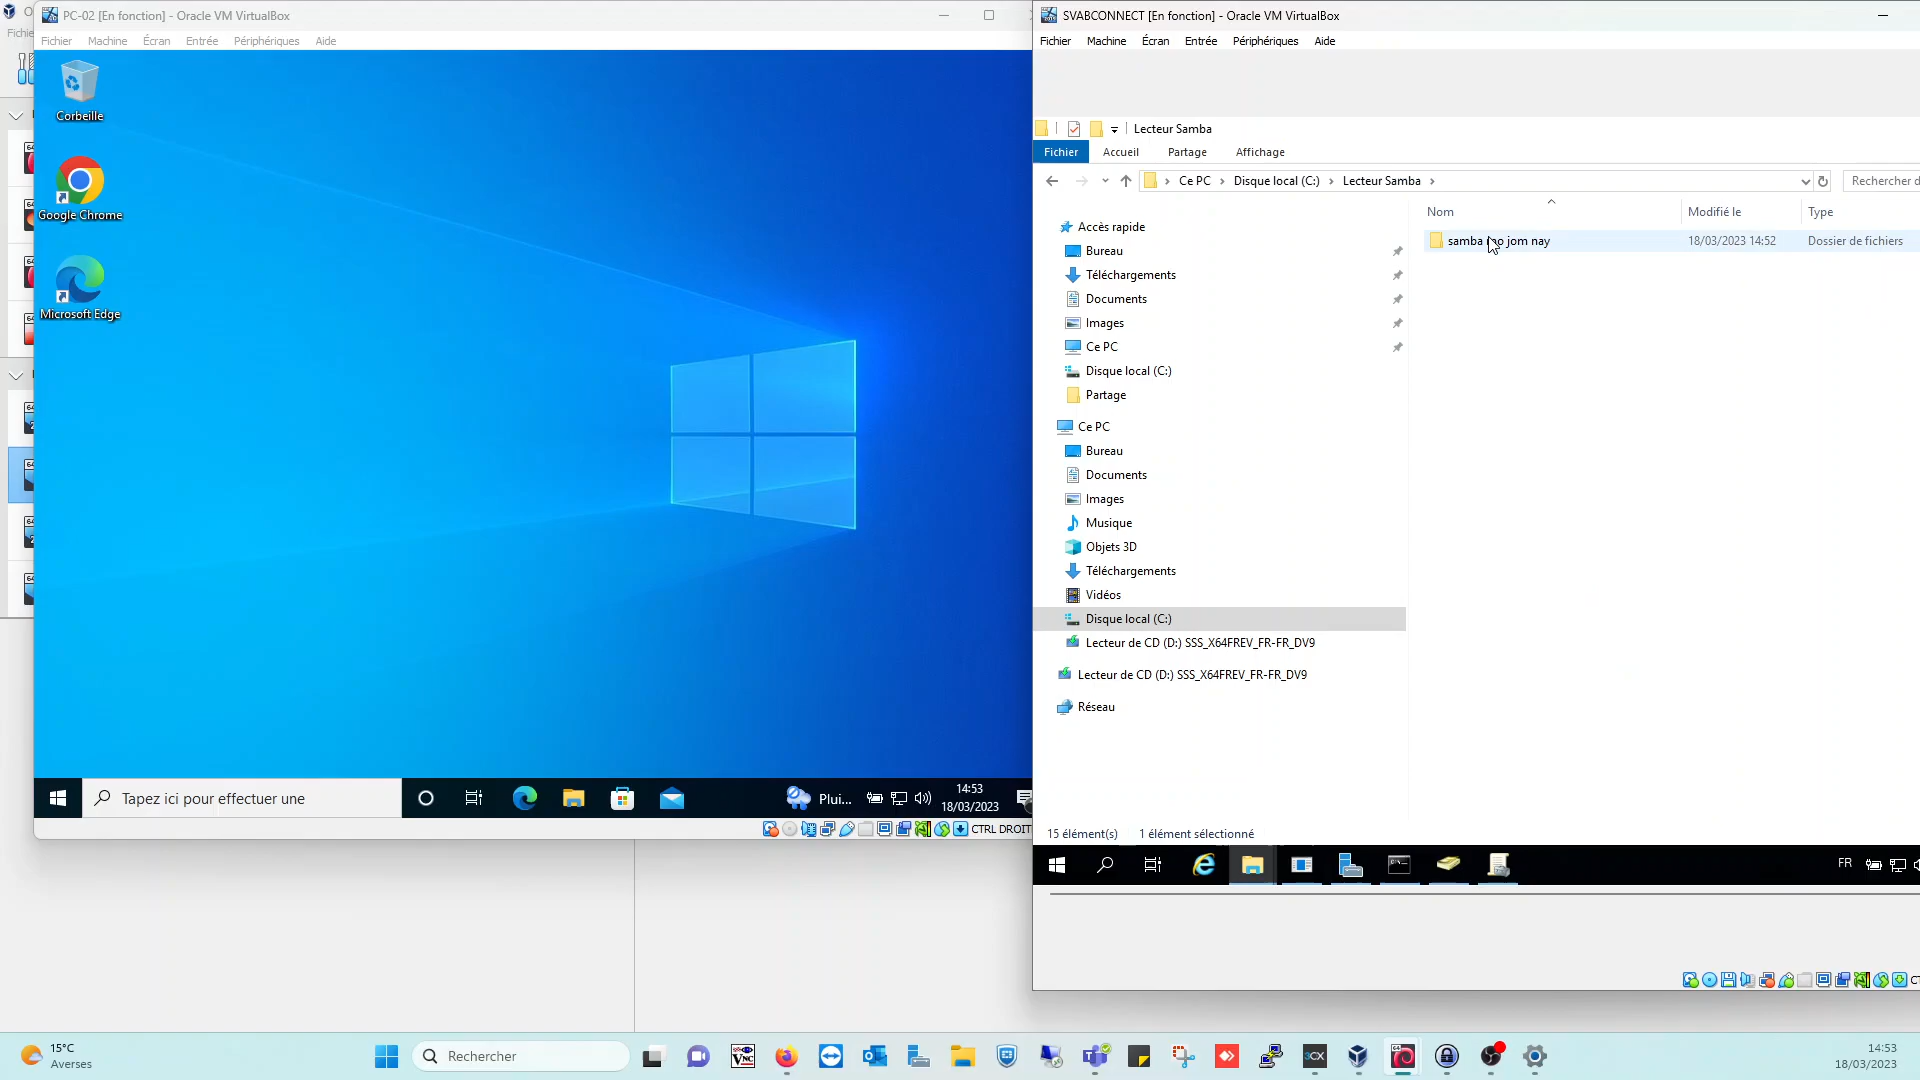 PC-02 [En fonction] - Oracle VM VirtualBox
Fichier Machine Écran Entrée Périphériques Aide
Corbeille
Google Chrome
Microsoft Edge
Tapez ici pour effectuer une
Plui...
14:53
18/03/2023
CTRL DROIT
SVABCONNECT [En fonction] - Oracle VM VirtualBox
Fichier Machine Écran Entrée Périphériques Aide
Lecteur Samba
Fichier Accueil Partage Affichage
Ce PC Disque local (C:) Lecteur Samba
Rechercher d
Nom Modifié le Type
samba jom nay 18/03/2023 14:52 Dossier de fichiers
Accès rapide
Bureau
Téléchargements
Documents
Images
Ce PC
Disque local (C:)
Partage
Ce PC
Bureau
Documents
Images
Musique
Objets 3D
Téléchargements
Vidéos
Disque local (C:)
Lecteur de CD (D:) SSS_X64FREV_FR-FR_DV9
Lecteur de CD (D:) SSS_X64FREV_FR-FR_DV9
Réseau
15 élément(s) 1 élément sélectionné
FR
15°C
Averses
Rechercher
VNC
3CX
14:53
18/03/2023